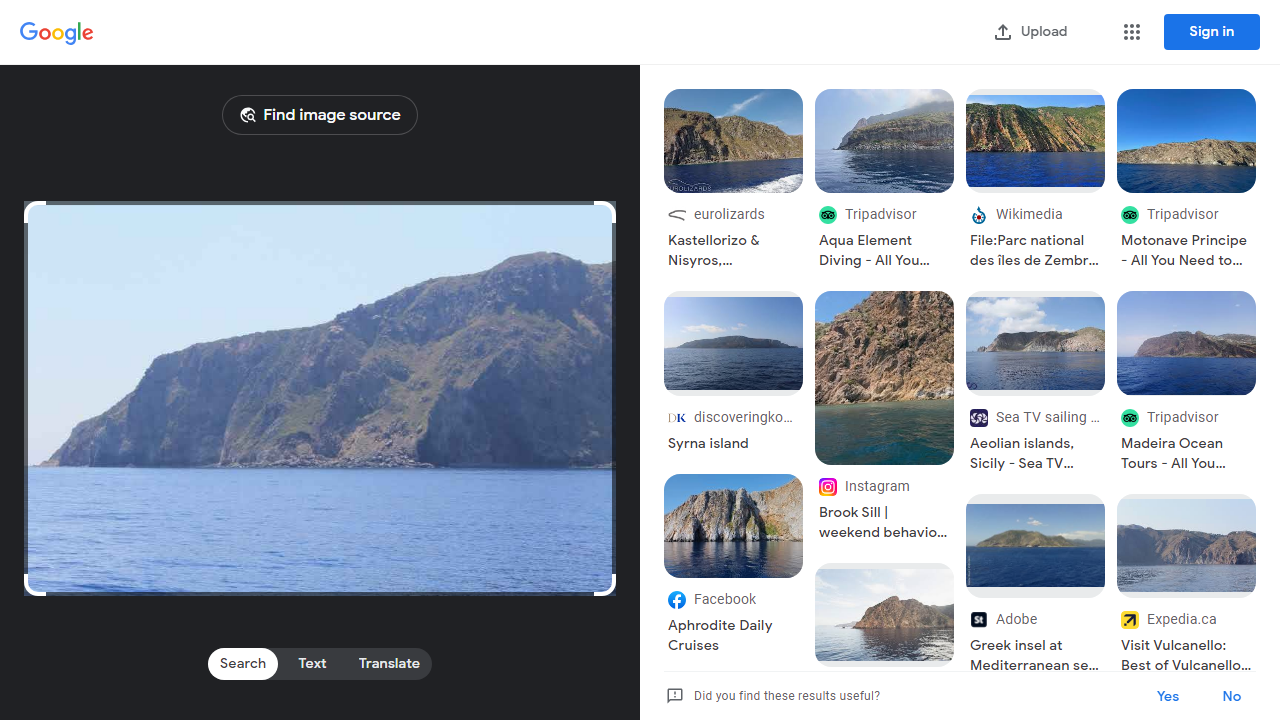 Google
Upload
Sign in
Find image source
Search
Text
Translate
eurolizards
Kastellorizo &
Nisyros,...
Tripadvisor
Aqua Element
Diving - All You...
Wikimedia
File:Parc national
des îles de Zembr...
Tripadvisor
Motonave Principe
- All You Need to...
DK
discoveringko...
Syrna island
Instagram
Brook Sill |
weekend behavio...
Sea TV sailing ...
Aeolian islands,
Sicily - Sea TV...
Tripadvisor
Madeira Ocean
Tours - All You...
Facebook
Aphrodite Daily
Cruises
St
Adobe
Greek insel at
Mediterranean se...
Expedia.ca
Visit Vulcanello:
Best of Vulcanello...
Did you find these results useful?
Yes
No